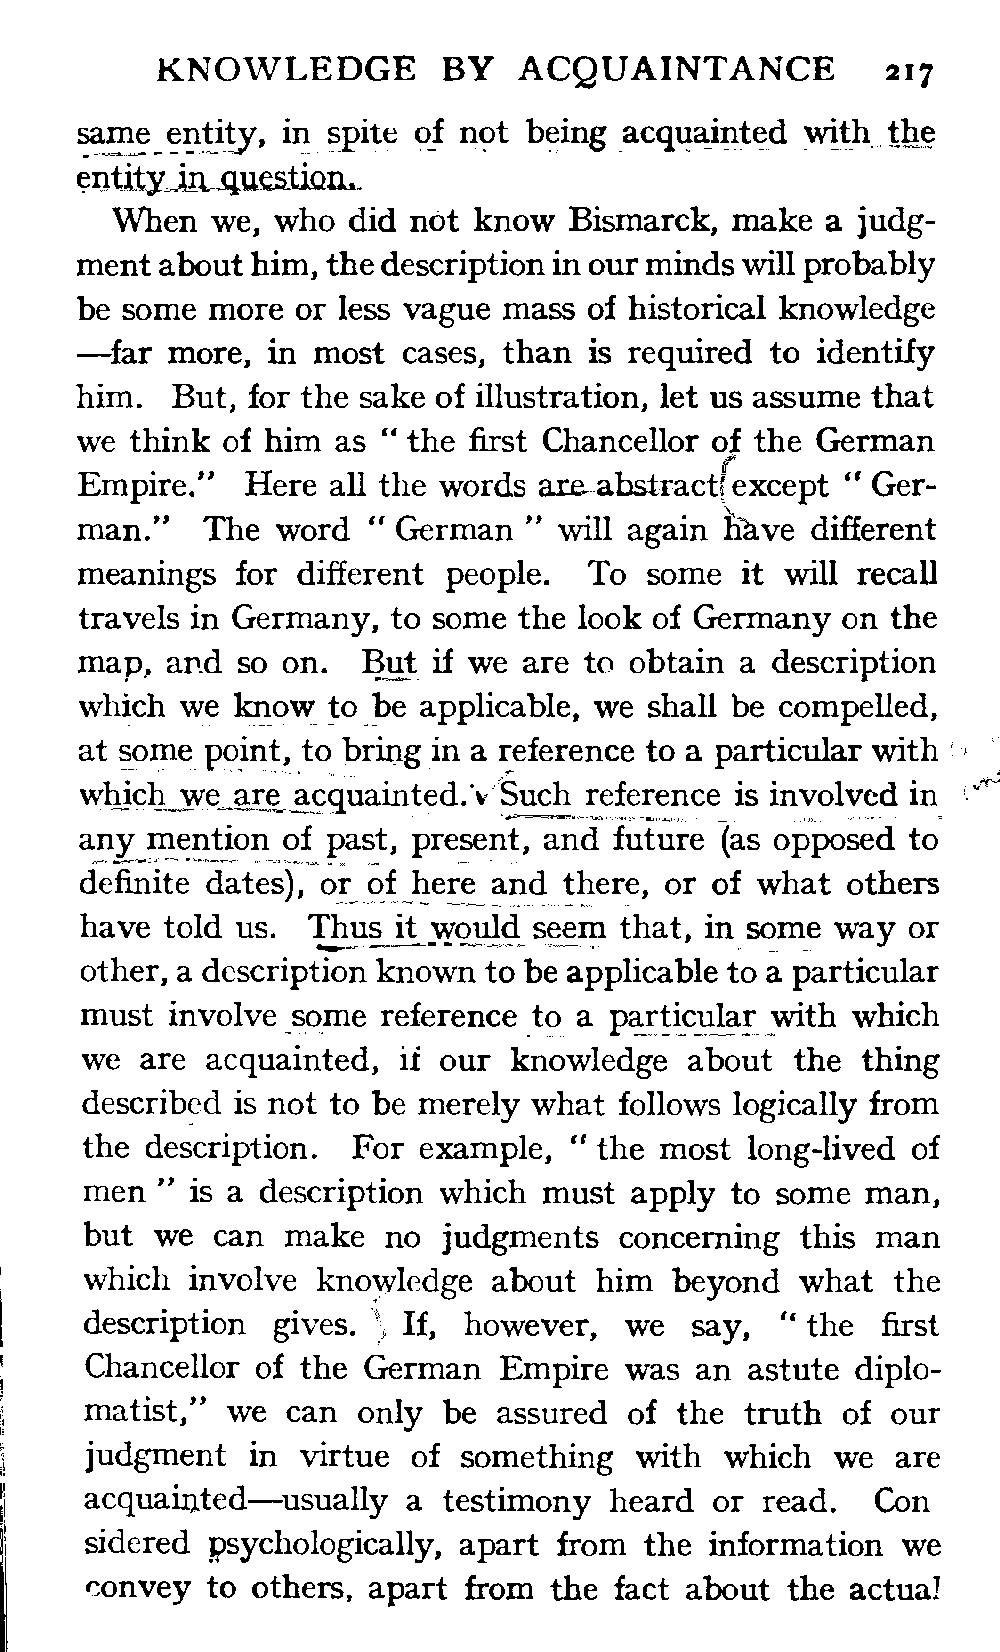 KNOWLEDGE BY ACQUAINTANCE 217
same entity, in spite of not being acquainted with the
entity in question.
When we, who did not know Bismarck, make a judg-
ment about him, the description in our minds will probably
be some more or less vague mass of historical knowledge
—far more, in most cases, than is required to identify
him. But, for the sake of illustration, let us assume that
we think of him as “ the first Chancellor of the German
Empire.” Here all the words are abstract except “ Ger-
man.” The word “ German ” will again have different
meanings for different people. To some it will recall
travels in Germany, to some the look of Germany on the
map, and so on. But if we are to obtain a description
which we know to be applicable, we shall be compelled,
at some point, to bring in a reference to a particular with
which we are acquainted. Such reference is involved in
any mention of past, present, and future (as opposed to
definite dates), or of here and there, or of what others
have told us. Thus it would seem that, in some way or
other, a description known to be applicable to a particular
must involve some reference to a particular with which
we are acquainted, if our knowledge about the thing
described is not to be merely what follows logically from
the description. For example, “ the most long-lived of
men ” is a description which must apply to some man,
but we can make no judgments concerning this man
which involve knowledge about him beyond what the
description gives. If, however, we say, “ the first
Chancellor of the German Empire was an astute diplo-
matist,” we can only be assured of the truth of our
judgment in virtue of something with which we are
acquainted—usually a testimony heard or read. Con
sidered psychologically, apart from the information we
convey to others, apart from the fact about the actual